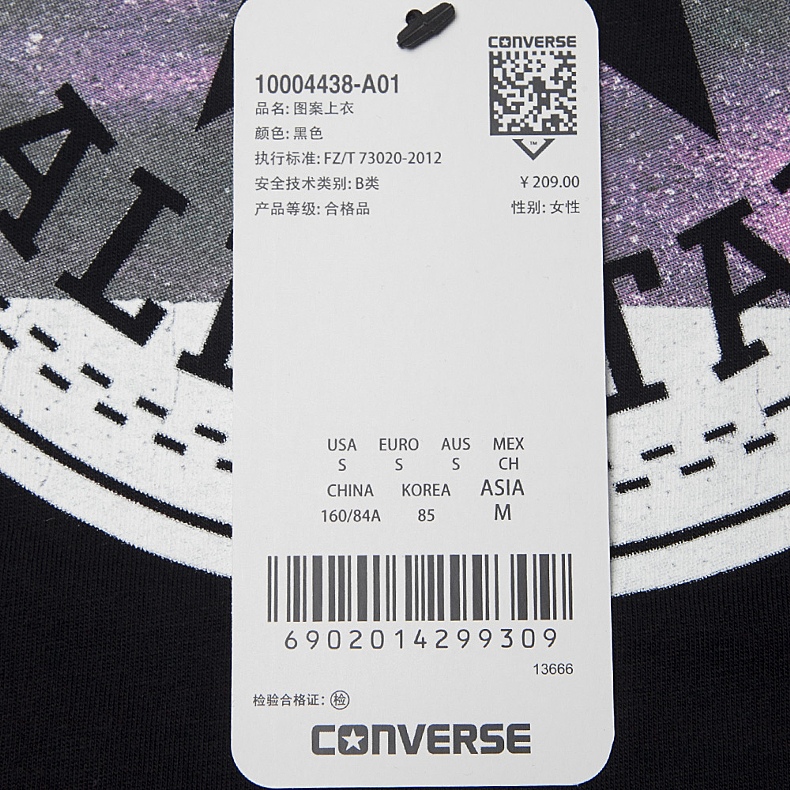 CONVERSE
10004438-A01
品名: 图案上衣
颜色: 黑色
执行标准: FZ/T 73020-2012
安全技术类别: B类
产品等级: 合格品
™
￥209.00
性别: 女性
USA EURO AUS MEX
S S S CH
CHINA KOREA ASIA
160/84A 85 M
6902014299309
13666
检验合格证: 检
CONVERSE